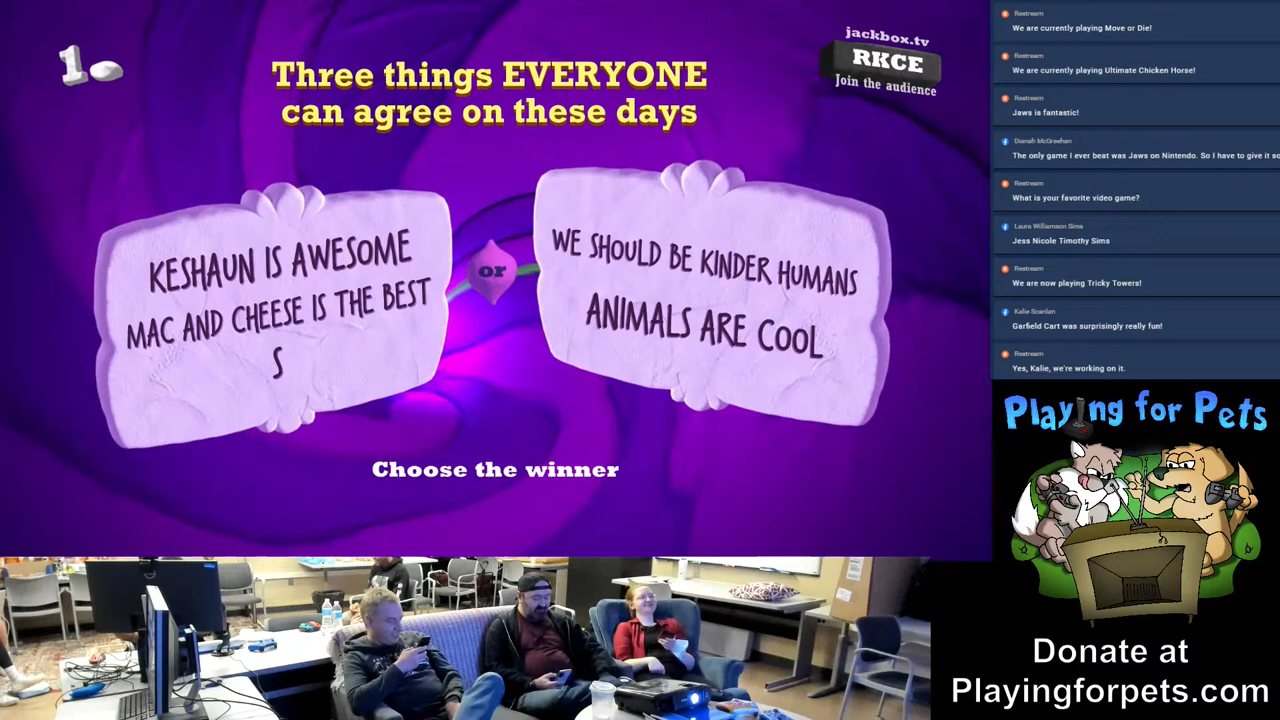 10
Three things EVERYONE
can agree on these days
jackbox.tv
RKCE
Join the audience
KESHAUN IS AWESOME
MAC AND CHEESE IS THE BEST
S
or
WE SHOULD BE KINDER HUMANS
ANIMALS ARE COOL
Choose the winner
Restream
We are currently playing Move or Die!
Restream
We are currently playing Ultimate Chicken Horse!
Restream
Jaws is fantastic!
Dianah McGreehan
The only game I ever beat was Jaws on Nintendo. So I have to give it
Restream
What is your favorite video game?
Laura Williamson Sims
Jess Nicole Timothy Sims
Restream
We are now playing Tricky Towers!
Kalie Scanlan
Garfield Cart was surprisingly really fun!
Restream
Yes, Kalie, we're working on it.
Playing for Pets
Donate at
Playingforpets.com